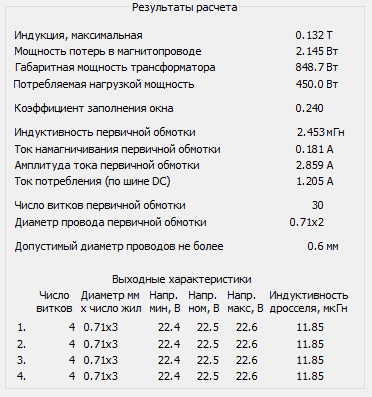 Результаты расчета
Индукция, максимальная 0.132 Т
Мощность потерь в магнитопроводе 2.145 Вт
Габаритная мощность трансформатора 848.7 Вт
Потребляемая нагрузкой мощность 450.0 Вт
Коэффициент заполнения окна 0.240
Индуктивность первичной обмотки 2.453 мГн
Ток намагничивания первичной обмотки 0.181 А
Амплитуда тока первичной обмотки 2.859 А
Ток потребления (по шине DC) 1.205 А
Число витков первичной обмотки 30
Диаметр провода первичной обмотки 0.71x2
Допустимый диаметр проводов не более 0.6 мм
Выходные характеристики
Число Диаметр мм Напр. Напр. Напр. Индуктивность
витков х число жил мин, В ном, В макс, В дросселя, мкГн
1. 4 0.71x3 22.4 22.5 22.6 11.85
2. 4 0.71x3 22.4 22.5 22.6 11.85
3. 4 0.71x3 22.4 22.5 22.6 11.85
4. 4 0.71x3 22.4 22.5 22.6 11.85